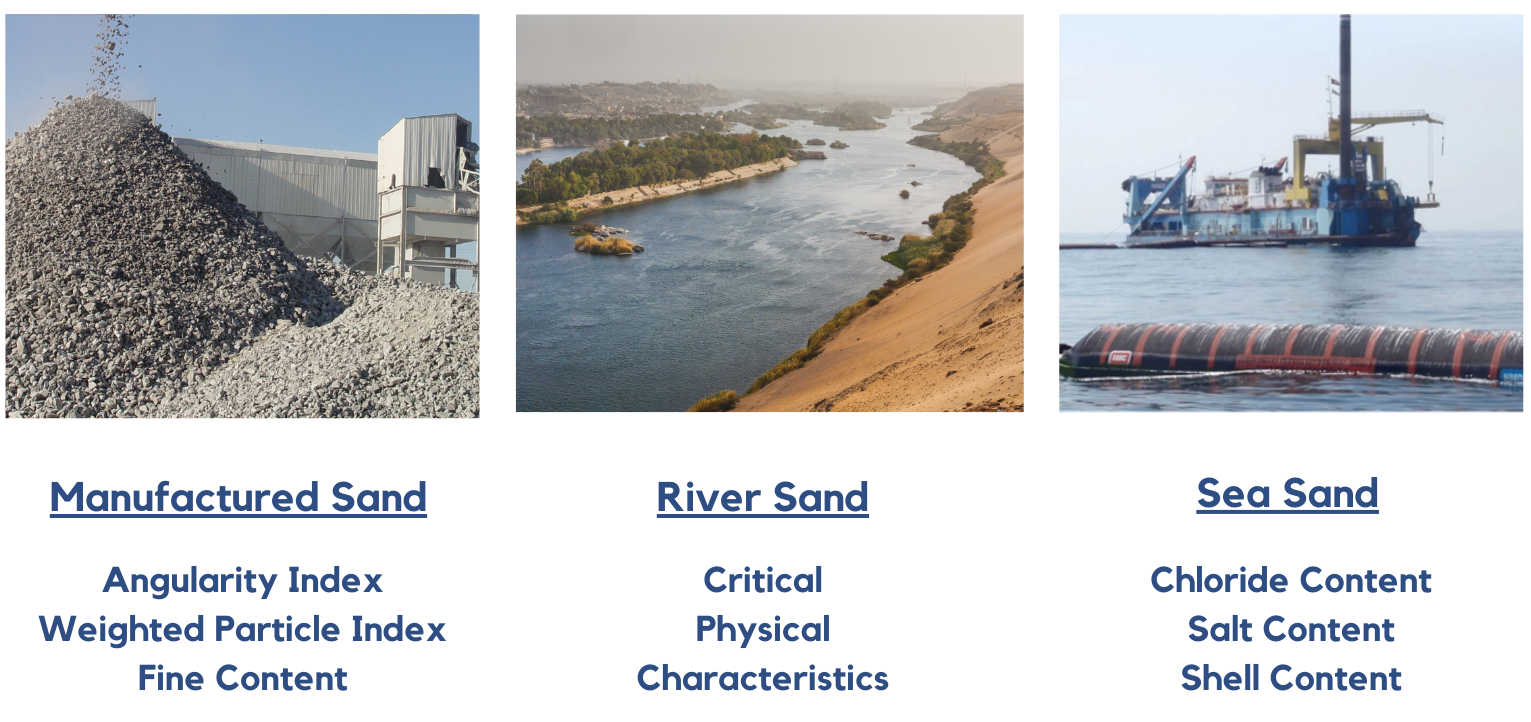 Manufactured Sand
Angularity Index
Weighted Particle Index
Fine Content
River Sand
Critical
Physical
Characteristics
Sea Sand
Chloride Content
Salt Content
Shell Content